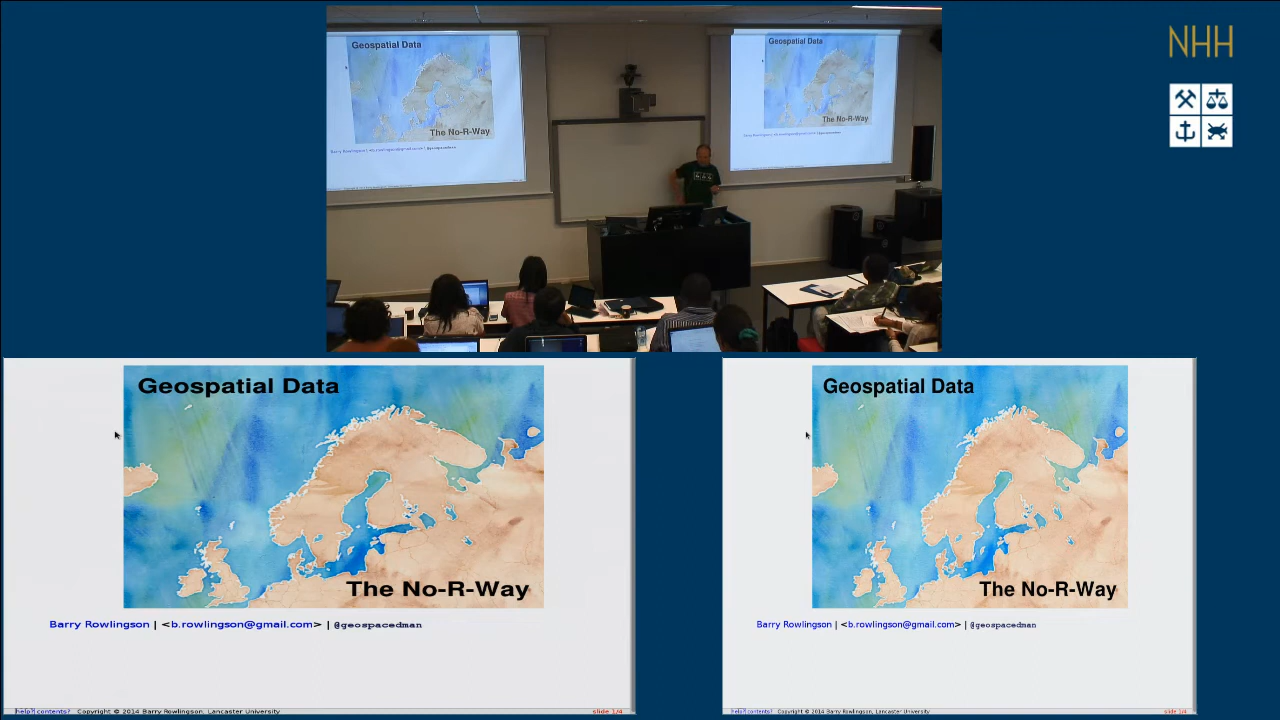 NHH
Geospatial Data
The No-R-Way
Geospatial Data
The No-R-Way
Geospatial Data
The No-R-Way
Barry Rowlingson | <b.rowlingson@gmail.com> | @geospacedman
help? contents? Copyright © 2014 Barry Rowlingson, Lancaster University slide 1/4
Geospatial Data
The No-R-Way
Barry Rowlingson | <b.rowlingson@gmail.com> | @geospacedman
help? contents? Copyright © 2014 Barry Rowlingson, Lancaster University slide 1/4